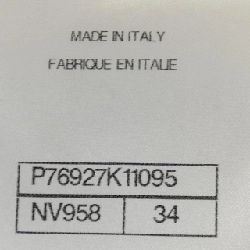 MADE IN ITALY
FABRIQUE EN ITALIE
P76927K11095
NV958 34